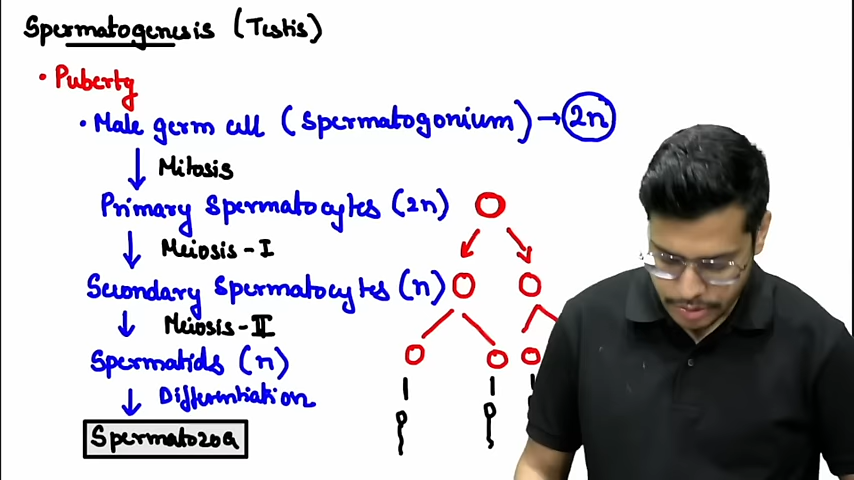 Spermatogenesis (Testis)
• Puberty
• Male germ cell (Spermatogonium) → 2n
Mitosis
Primary Spermatocytes (2n)
Meiosis - I
Secondary Spermatocytes (n)
Meiosis - II
Spermatids (n)
Differentiation
Spermatozoa